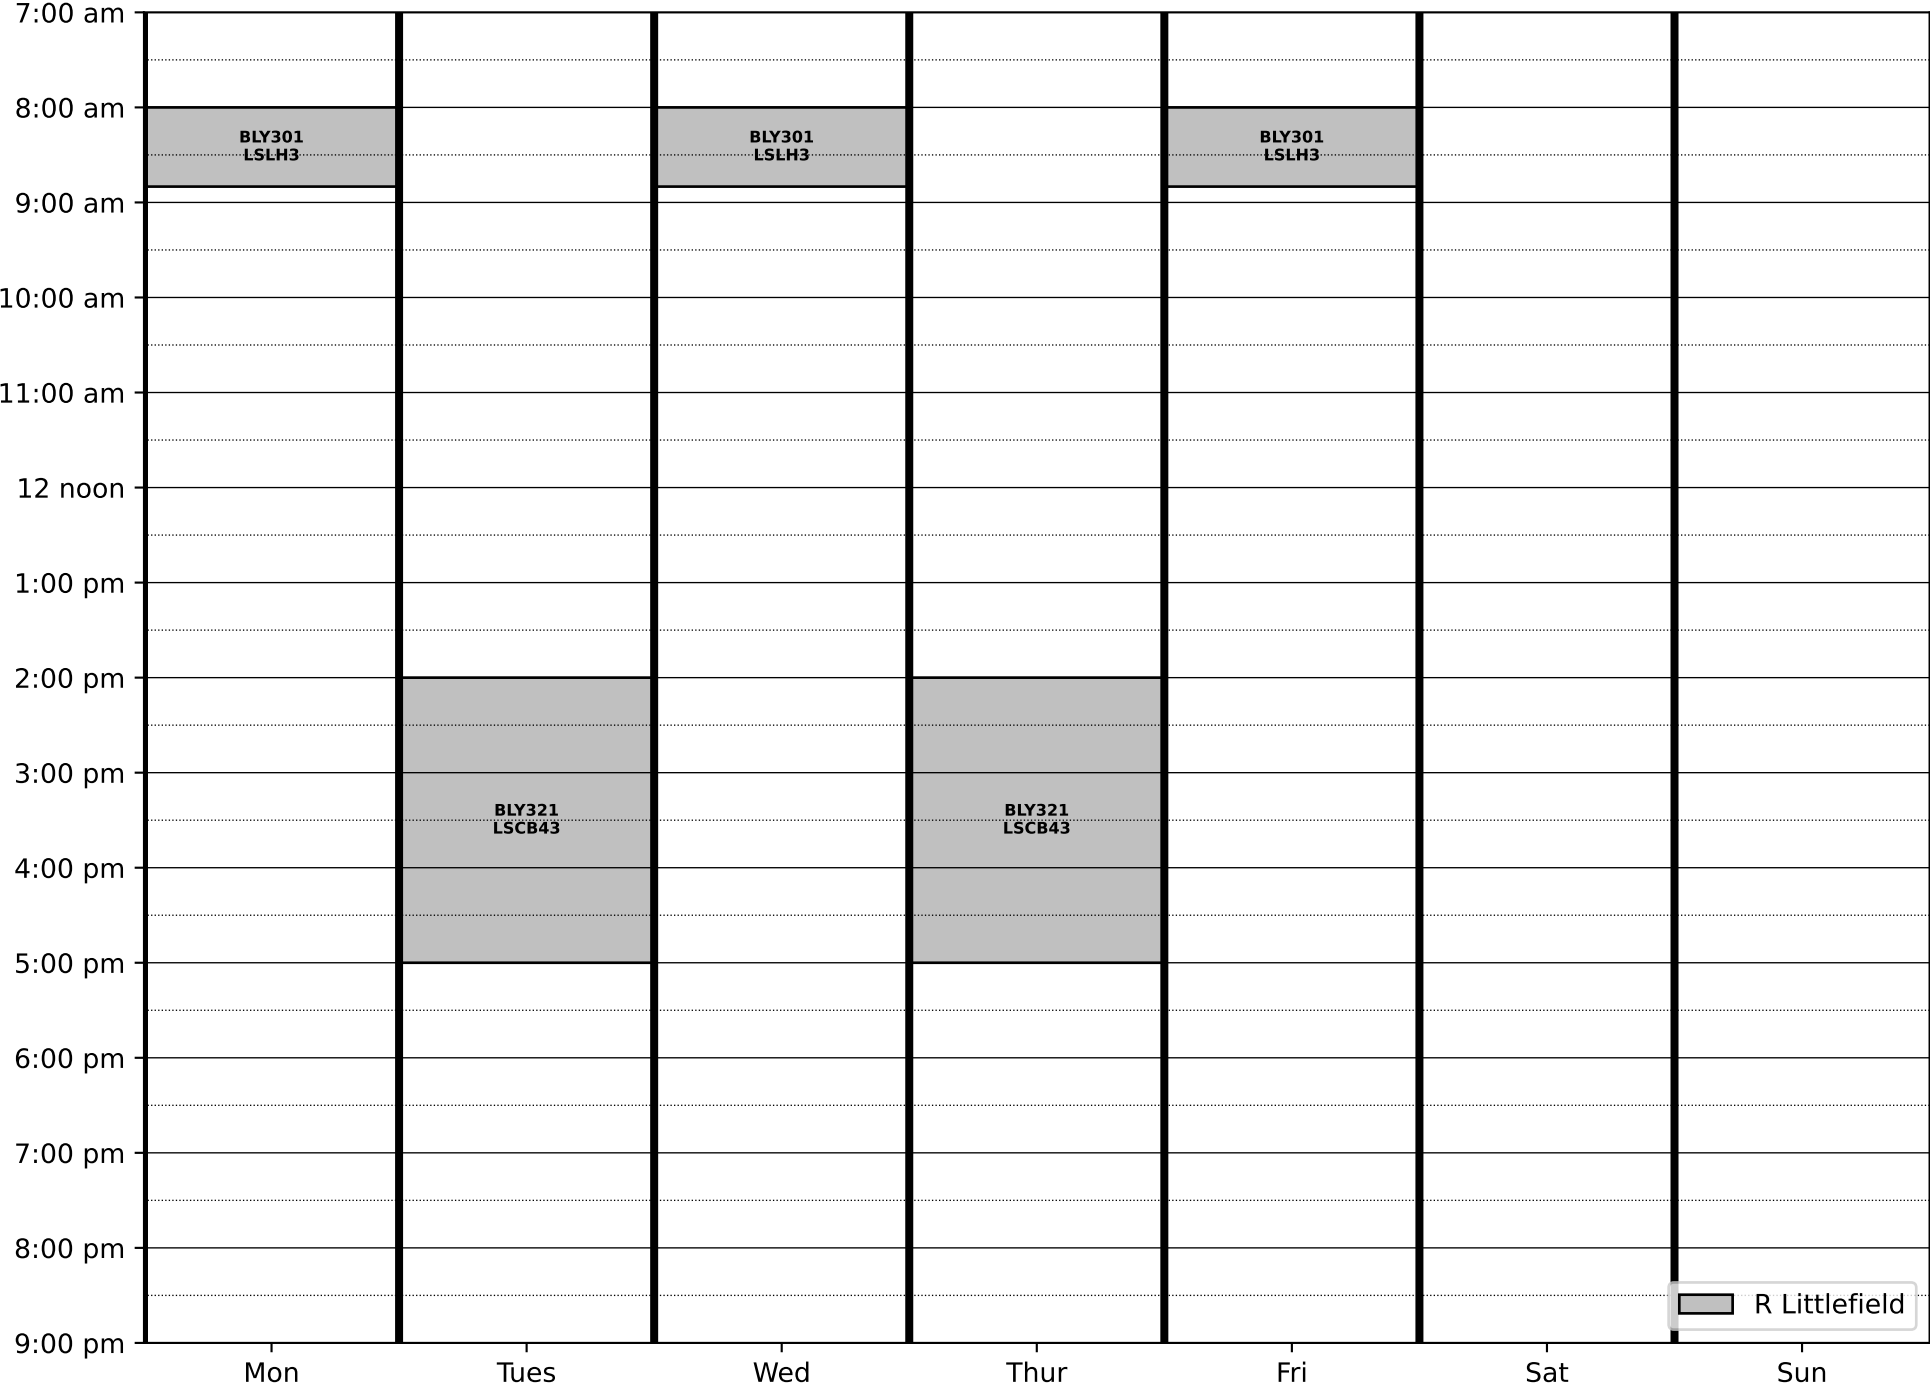 7:00 am
8:00 am
BLY301
LSLH3
BLY301
LSLH3
BLY301
LSLH3
9:00 am
10:00 am
11:00 am
12 noon
1:00 pm
2:00 pm
3:00 pm
BLY321
LSCB43
BLY321
LSCB43
4:00 pm
5:00 pm
6:00 pm
7:00 pm
8:00 pm
R Littlefield
9:00 pm
Mon Tues Wed Thur Fri Sat Sun